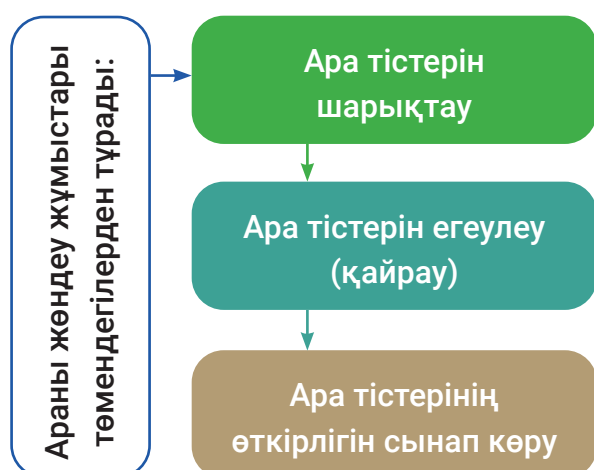 Араны жөндеу жұмыстары
төмендегілерден тұрады:
Ара тістерін
шарықтау
Ара тістерін егеулеу
(қайрау)
Ара тістерінің
өткірлігін сынап көру